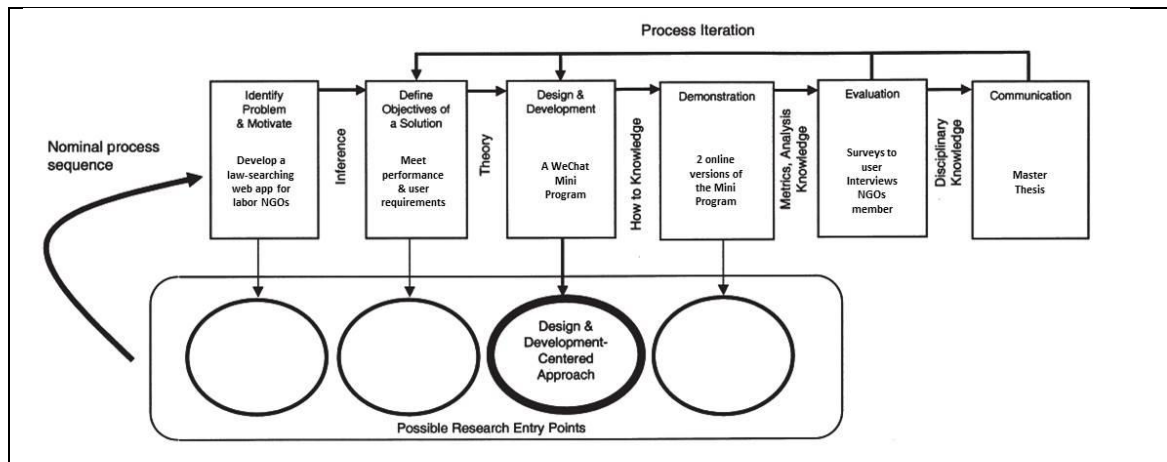 Process Iteration
Nominal process
sequence
Identify
Problem
& Motivate
Develop a
law-searching
web app for
labor NGOs
Inference
Define
Objectives of
a Solution
Meet
performance
& user
requirements
Theory
Design &
Development
A WeChat
Mini
Program
How to Knowledge
Demonstration
2 online
versions of
the Mini
Program
Metrics, Analysis
Knowledge
Evaluation
Surveys to
user
Interviews
NGOs
member
Disciplinary
Knowledge
Communication
Master
Thesis
Design &
Development-
Centered
Approach
Possible Research Entry Points